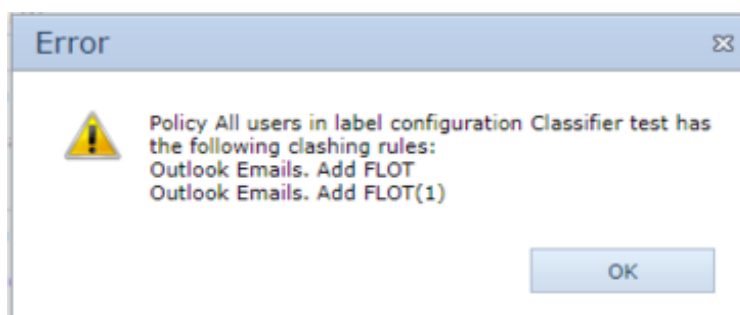 Error
Policy All users in label configuration Classifier test has
the following clashing rules:
Outlook Emails. Add FLOT
Outlook Emails. Add FLOT(1)
OK